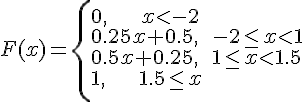 F(x) = { 0, x<-2
0.25x+0.5, -2≤x<1
0.5x+0.25, 1≤x<1.5
1, 1.5≤x